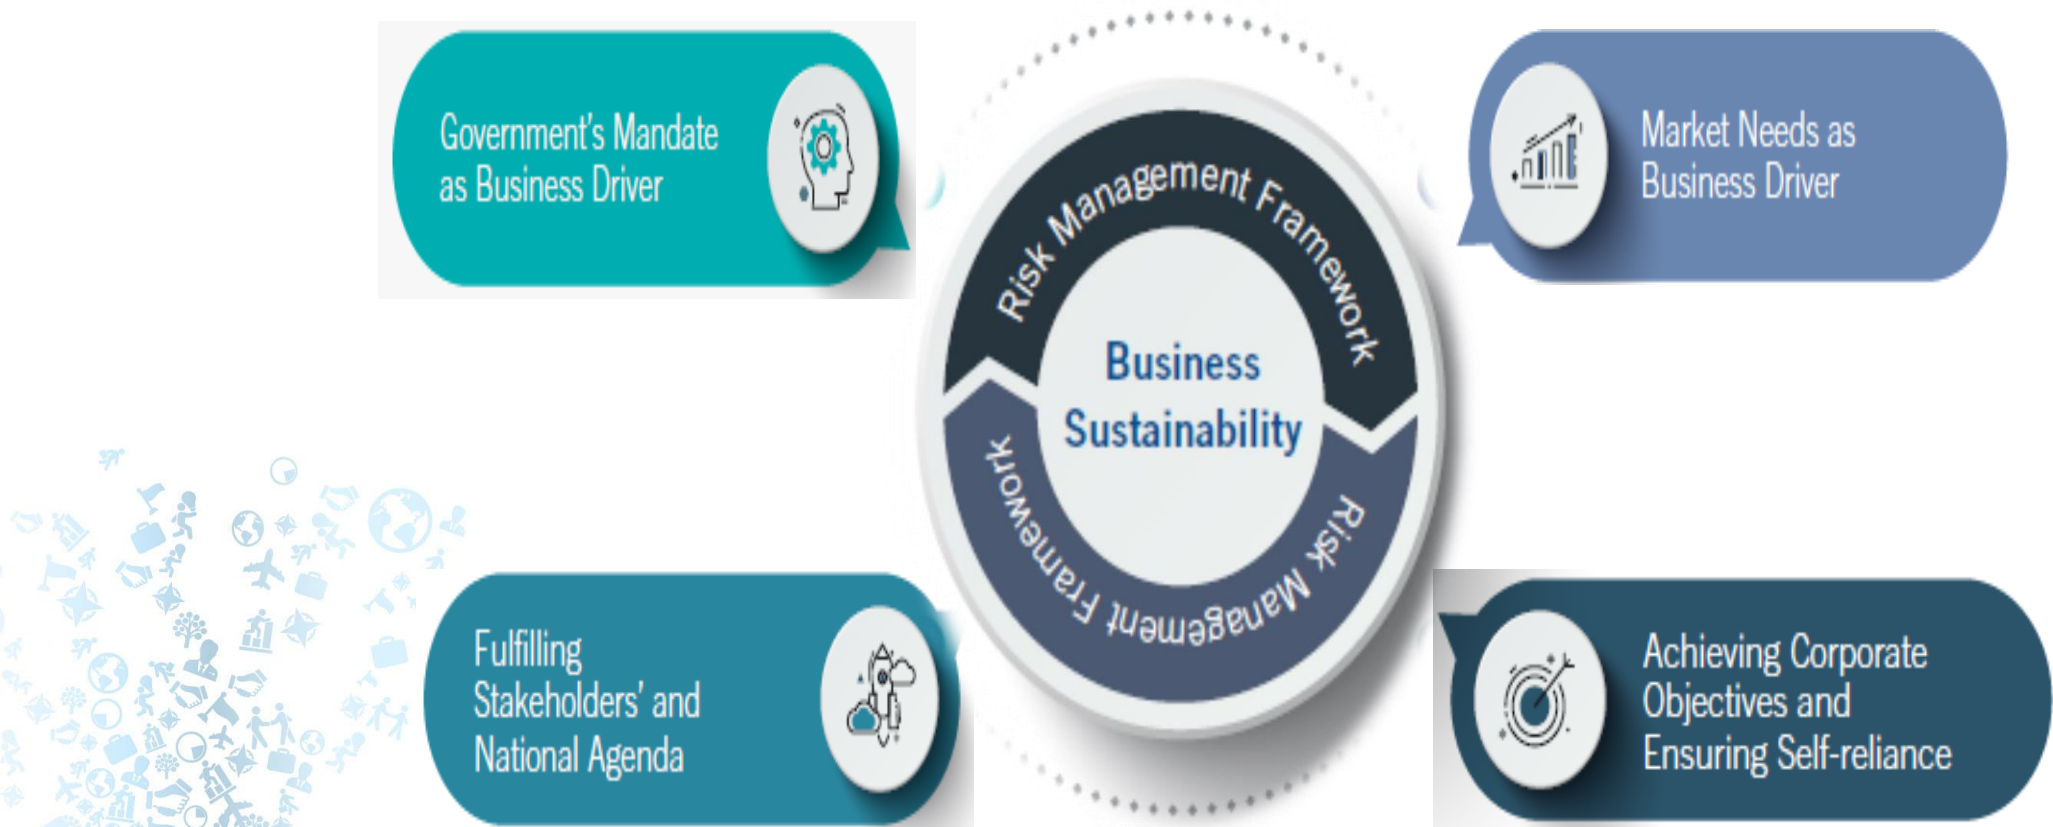 Government's Mandate
as Business Driver
Market Needs as
Business Driver
Risk Management Framework
Business
Sustainability
Risk Management Framework
Fulfilling
Stakeholders' and
National Agenda
Achieving Corporate
Objectives and
Ensuring Self-reliance